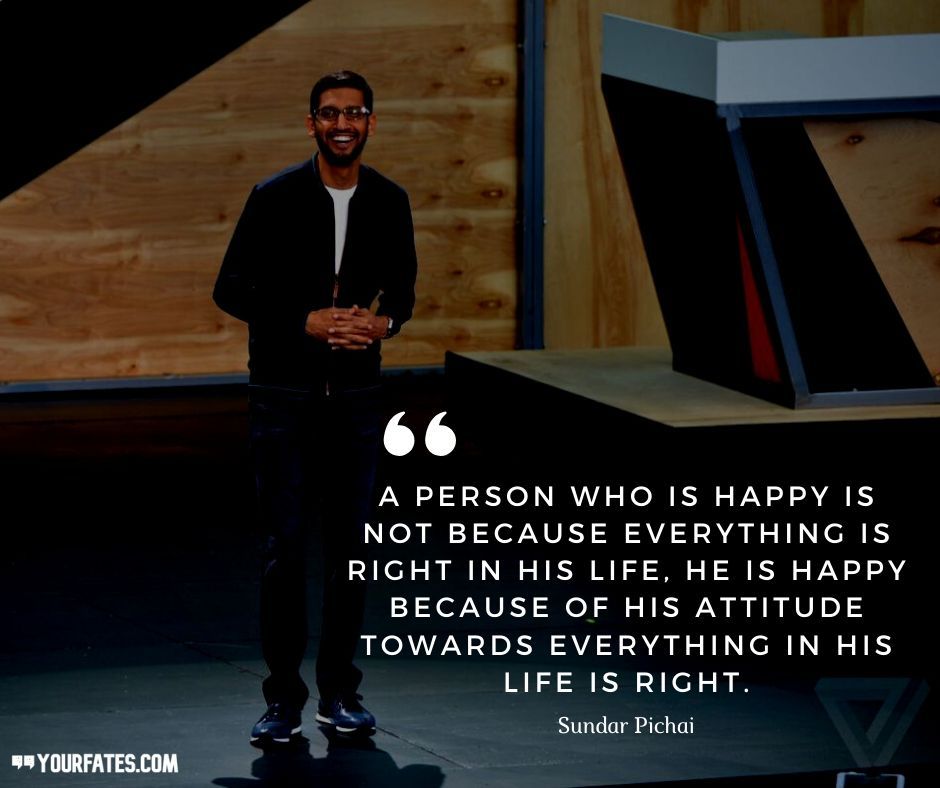 ❝
A PERSON WHO IS HAPPY IS
NOT BECAUSE EVERYTHING IS
RIGHT IN HIS LIFE, HE IS HAPPY
BECAUSE OF HIS ATTITUDE
TOWARDS EVERYTHING IN HIS
LIFE IS RIGHT.
Sundar Pichai
YOURFATES.COM